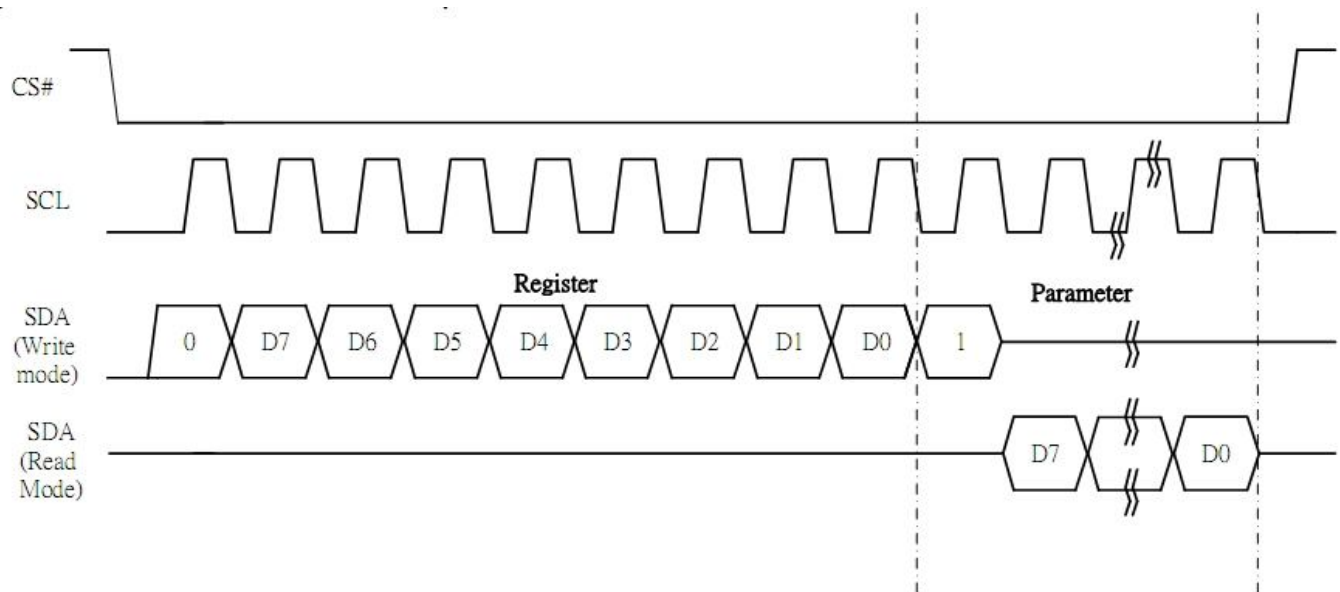 CS#
SCL
Register
Parameter
SDA
(Write
mode)
0 D7 D6 D5 D4 D3 D2 D1 D0 1
SDA
(Read
Mode)
D7 D0